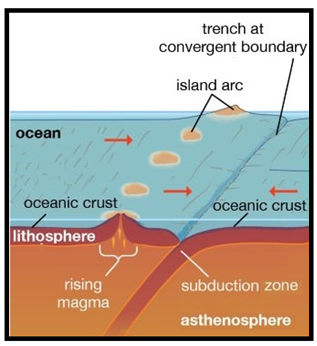 trench at
convergent boundary
island arc
ocean
oceanic crust
oceanic crust
lithosphere
rising
magma
subduction zone
asthenosphere